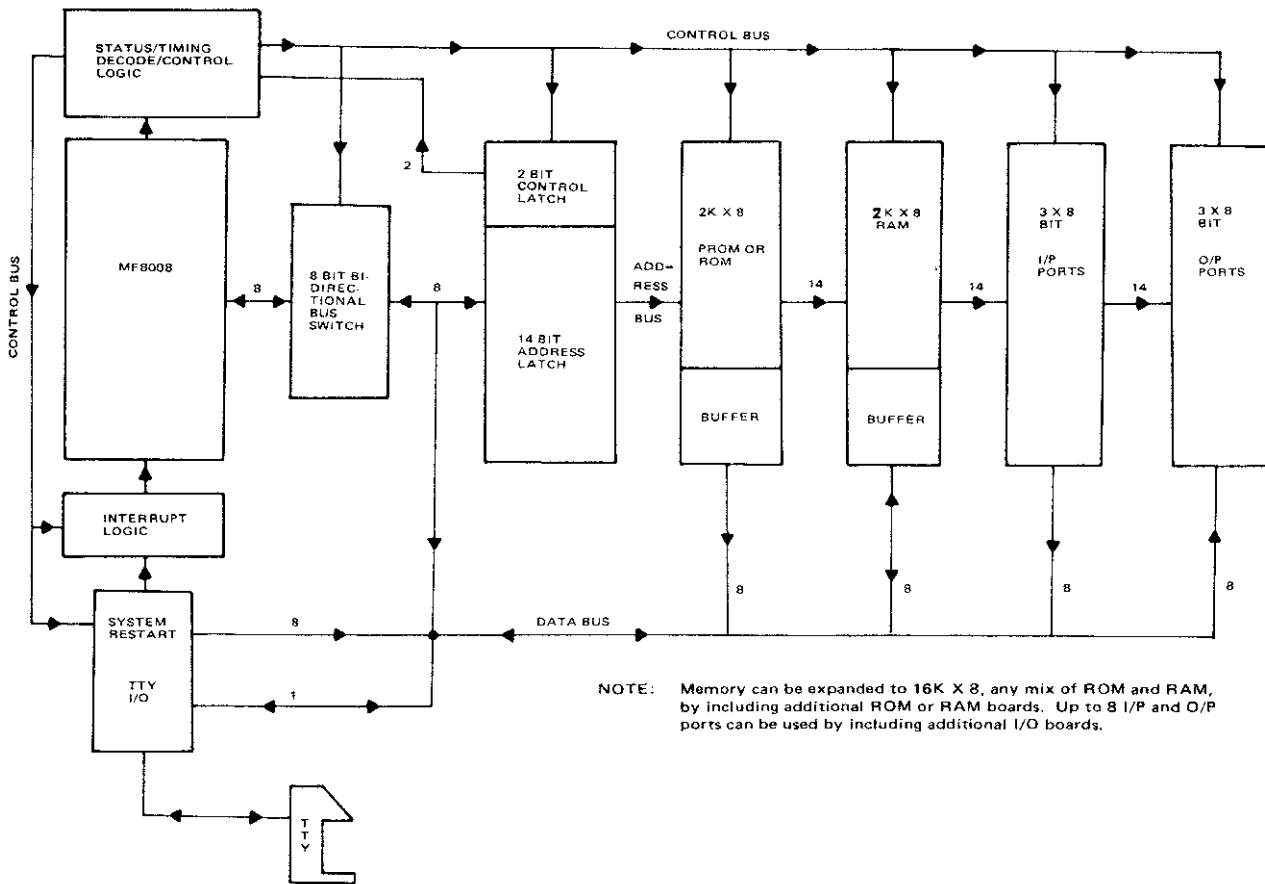 STATUS/TIMING
DECODE/CONTROL
LOGIC
CONTROL BUS
2
2 BIT
CONTROL
LATCH
2K X 8
PROM OR
ROM
2K X 8
RAM
3 X 8
BIT
I/P
PORTS
3 X 8
BIT
O/P
PORTS
CONTROL BUS
MF8008
8
8 BIT BI-
DIREC-
TIONAL
BUS
SWITCH
8
14 BIT
ADDRESS
LATCH
ADD-
RESS
BUS
14
14
14
BUFFER
BUFFER
INTERRUPT
LOGIC
8
8
8
8
SYSTEM
RESTART
TTY
I/O
8
DATA BUS
1
NOTE: Memory can be expanded to 16K X 8, any mix of ROM and RAM,
by including additional ROM or RAM boards. Up to 8 I/P and O/P
ports can be used by including additional I/O boards.
T
T
Y